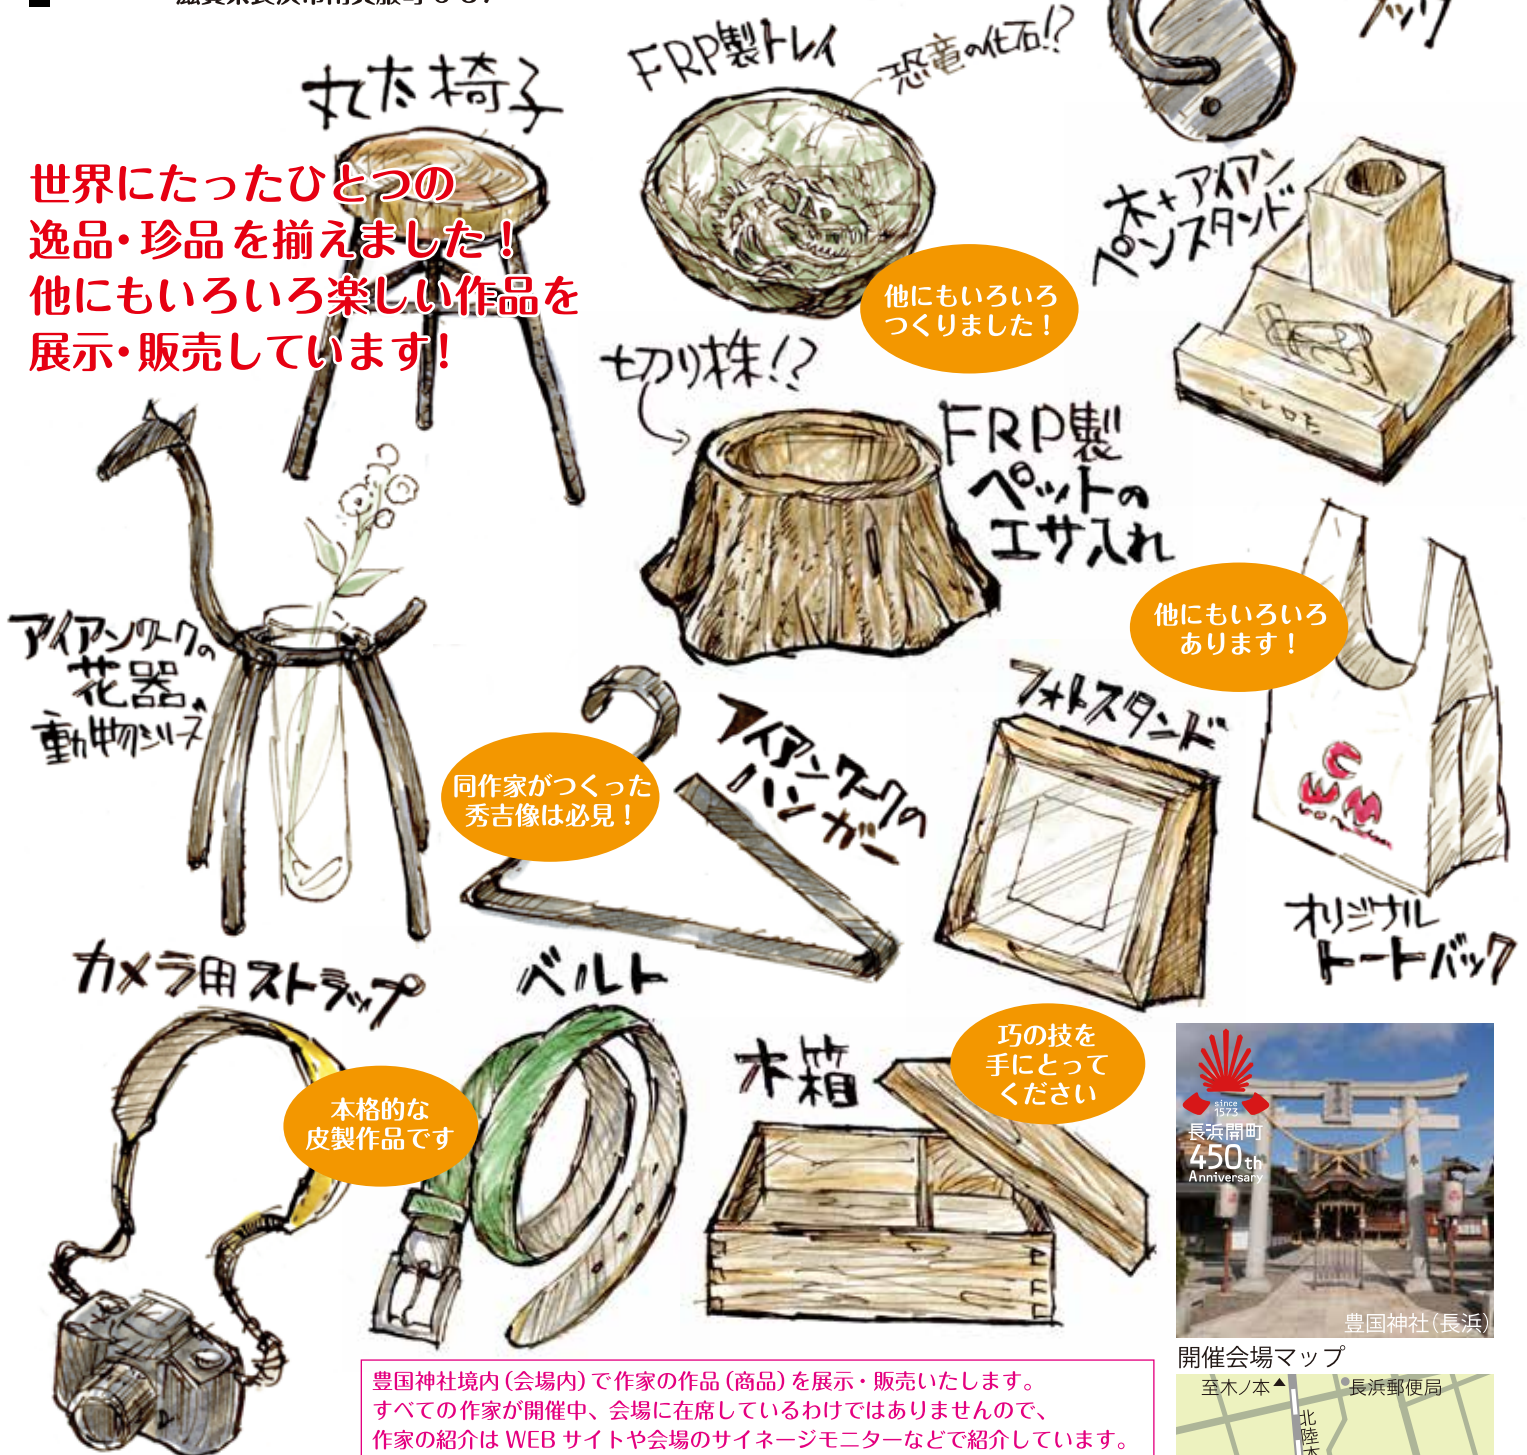 丸太椅子
FRP製トレイ
恐竜の化石!?
世界にたったひとつの
逸品・珍品を揃えました！
他にもいろいろ楽しい作品を
展示・販売しています！
木+アイアン
ペンスタンド
他にもいろいろ
つくりました！
切り株!?
FRP製
ペットの
エサ入れ
他にもいろいろ
あります！
アイアンワークの
花器、
動物シリーズ
フォトスタンド
同作家がつくった
秀吉像は必見！
アイアンワークの
ハンガー
CWM
オリジナル
トートバック
カメラ用ストラップ
ベルト
木箱
巧の技を
手にとって
ください
本格的な
皮製作品です
since
1573
長浜開町
450th
Anniversary
豊国神社（長浜）
開催会場マップ
至木ノ本▲
長浜郵便局
北陸本
豊国神社境内（会場内）で作家の作品（商品）を展示・販売いたします。
すべての作家が開催中、会場に在席しているわけではありませんので、
作家の紹介は WEB サイトや会場のサイネージモニターなどで紹介しています。